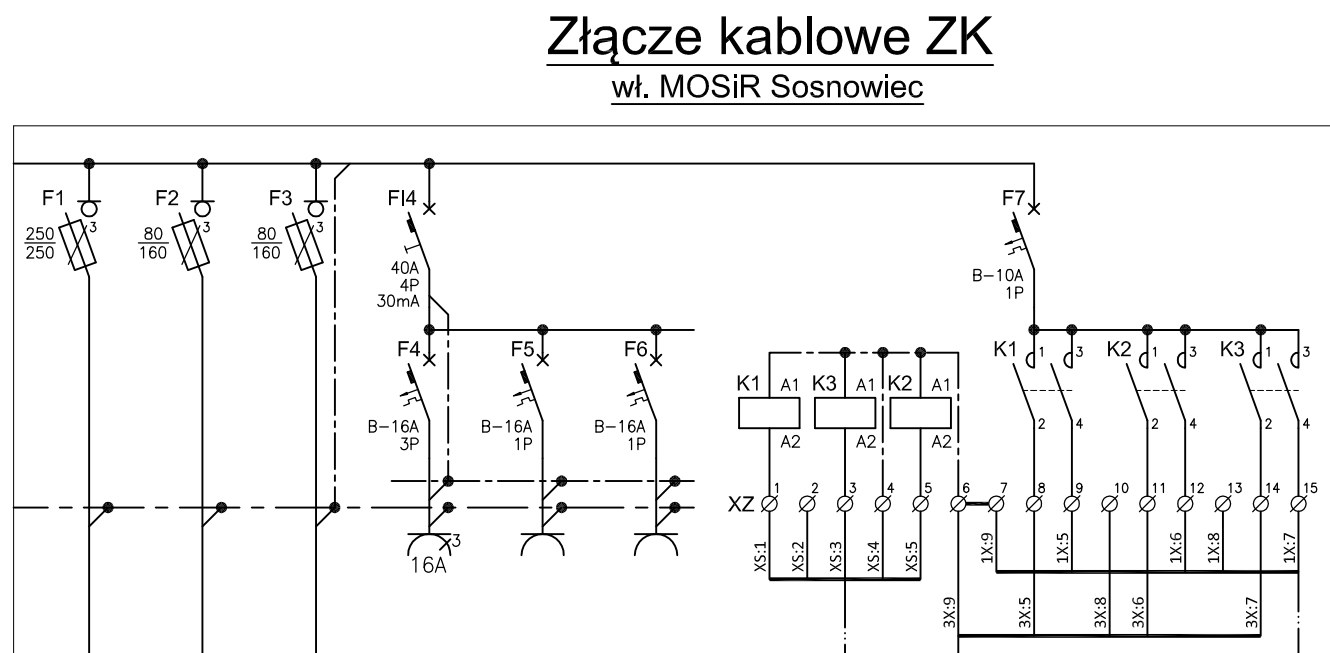 Złącze kablowe ZK
wł. MOSiR Sosnowiec
F1 F2 F3 FI4 F7
3 3 3
250 80 80
250 160 160
40A
4P
30mA
B-10A
1P
F4 F5 F6
K1 1 3 K2 1 3 K3 1 3
K1 A1 K3 A1 K2 A1
B-16A B-16A B-16A
3P 1P 1P
A2 A2 A2
2 4 2 4 2 4
XZ 1 2 3 4 5 6 7 8 9 10 11 12 13 14 15
3
16A
XS:1 XS:2 XS:3 XS:4 XS:5 1X:9 1X:5 1X:6 1X:8 1X:7
3X:9 3X:5 3X:8 3X:6 3X:7